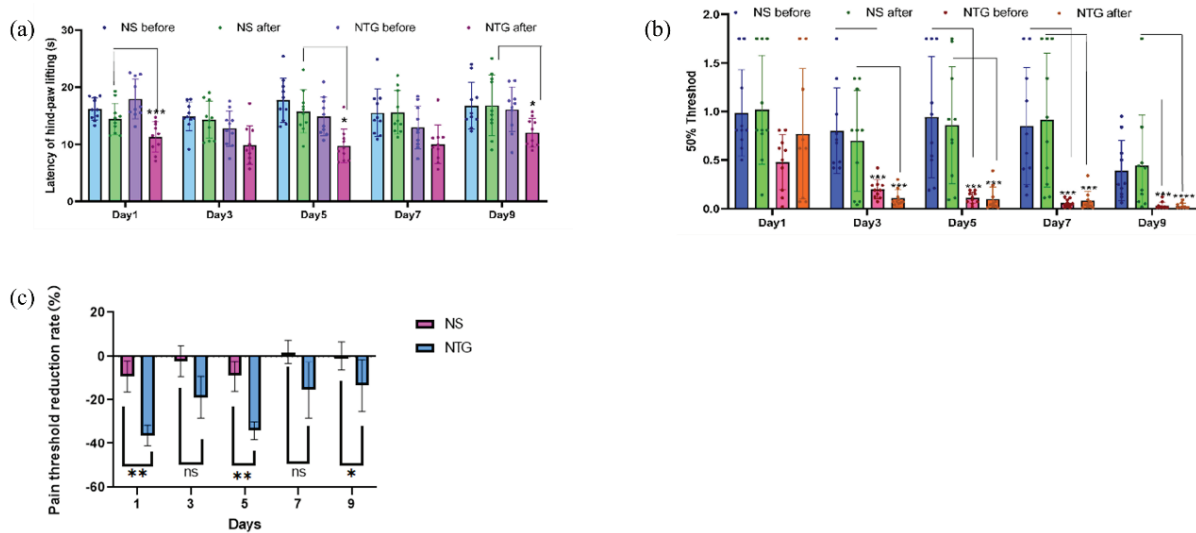 (a)
NS before NS after NTG before NTG after
Latency of hind-paw lifting (s)
30
20
10
0
***
*
*
Day1 Day3 Day5 Day7 Day9
(b)
NS before NS after NTG before NTG after
50% Threshod
2.0
1.5
1.0
0.5
0.0
*** ***
*** ***
*** ***
*** ****
Day1 Day3 Day5 Day7 Day9
(c)
Pain threshold reduction rate (%)
20
0
-20
-40
-60
NS
NTG
** ns ** ns *
1 3 5 7 9
Days